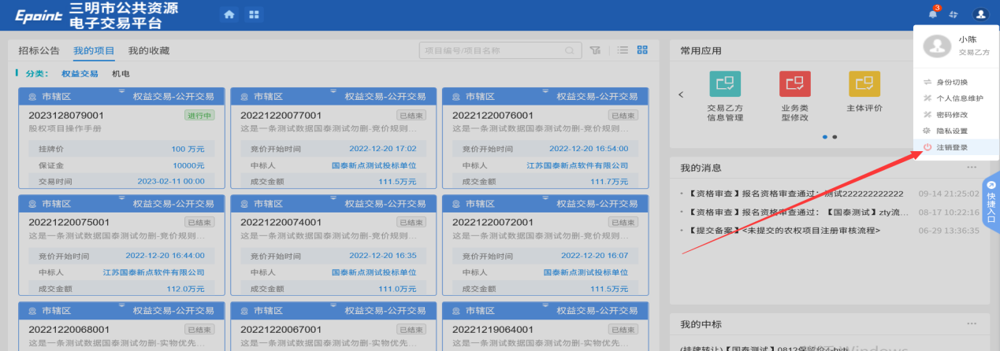 Epoint 三明市公共资源
电子交易平台
3
招标公告 我的项目 我的收藏
项目编号/项目名称
分类： 权益交易 机电
市辖区 权益交易-公开交易
2023128079001 进行中
股权项目操作手册
挂牌价 100 万元
保证金 10000元
交易时间 2023-02-11 00:00
市辖区 权益交易-公开交易
20221220077001 已结束
这是一条测试数据国泰测试勿删-竞价规则...
竞价开始时间 2022-12-20 17:02
中标人 国泰新点测试投标单位
成交金额 111.5万元
市辖区 权益交易-公开交易
20221220076001 已结束
这是一条测试数据国泰测试勿删-竞价规则...
竞价开始时间 2022-12-20 16:54:00
中标人 江苏国泰新点软件有限公司
成交金额 111.7万元
市辖区 权益交易-公开交易
20221220075001 已结束
这是一条测试数据国泰测试勿删-竞价规则...
竞价开始时间 2022-12-20 16:44:00
中标人 江苏国泰新点软件有限公司
成交金额 112.0万元
市辖区 权益交易-公开交易
20221220074001 已结束
这是一条测试数据国泰测试勿删-竞价规则...
竞价开始时间 2022-12-20 16:35
中标人 国泰新点测试投标单位
成交金额 111.0万元
市辖区 权益交易-公开交易
20221220072001 已结束
这是一条测试数据国泰测试勿删-竞价规则...
竞价开始时间 2022-12-20 16:07
中标人 国泰新点测试投标单位
成交金额 111.5万元
市辖区 权益交易-公开交易
20221220068001 已结束
这是一条测试数据国泰测试勿删-实物优先...
市辖区 权益交易-公开交易
20221220067001 已结束
这是一条测试数据国泰测试勿删-实物优先...
市辖区 权益交易-公开交易
20221219064001 已结束
这是一条测试数据国泰测试勿删-实物优先...
常用应用
交易乙方
信息管理
业务类
型修改
主体评价
小陈
交易乙方
身份切换
个人信息维护
密码修改
隐私设置
注销登录
我的消息
【资格审查】报名资格审查通过：测试222222222222 09-14 21:25:02
【资格审查】报名资格审查通过：【国泰测试】zty流... 08-17 10:22:16
【提交备案】<未提交的农权项目注册审核流程> 06-29 13:36:35
快捷入口
我的中标
(挂牌转让)【国泰测试】0812保留价